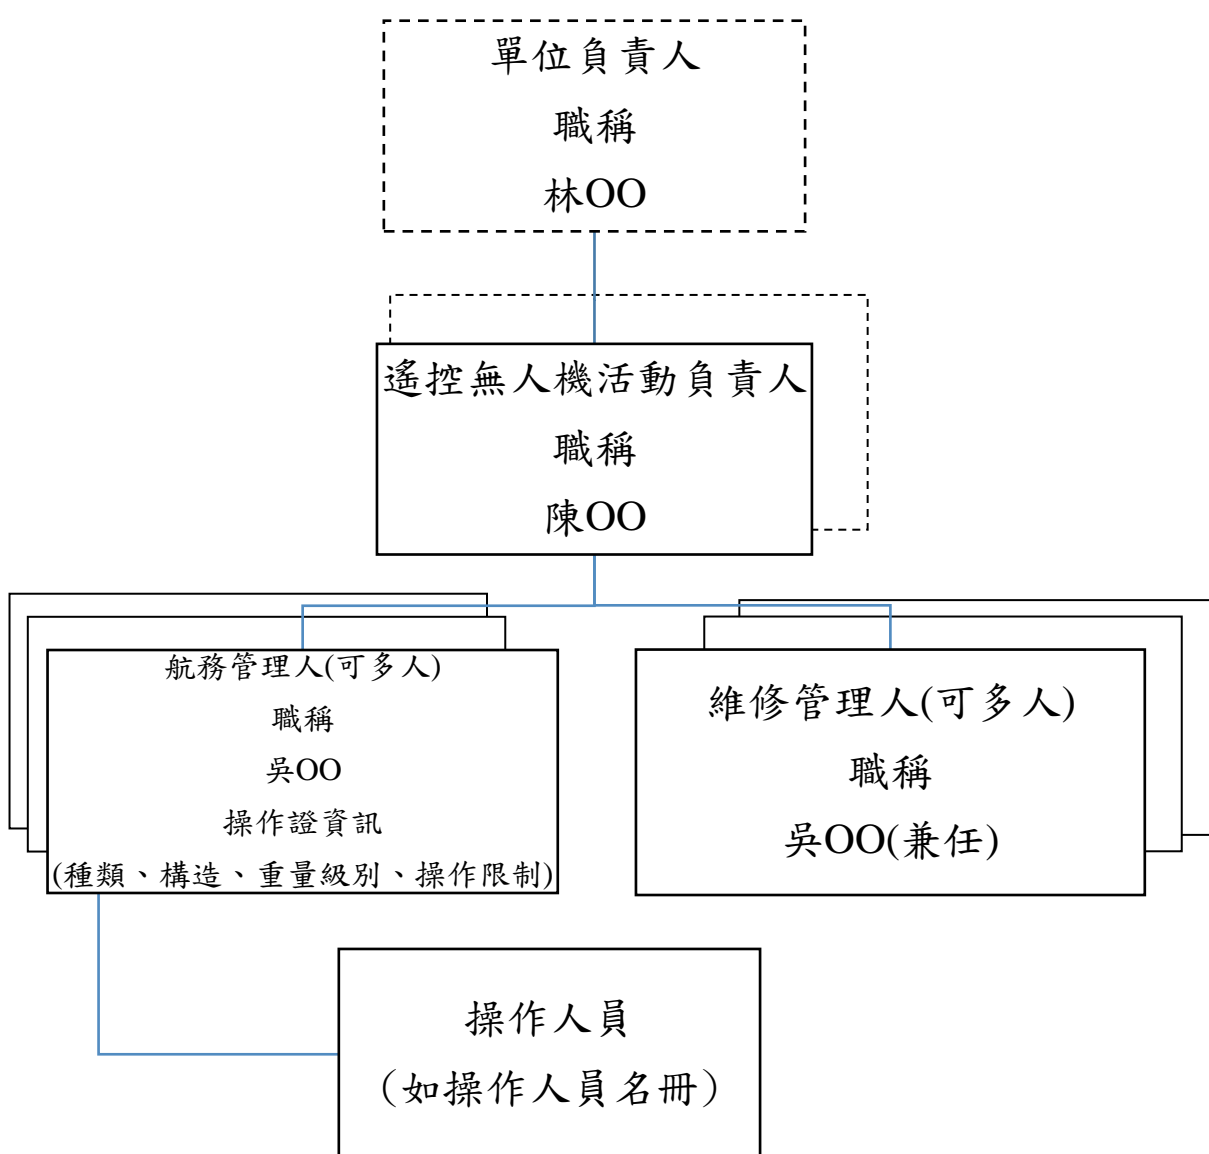 單位負責人
職稱
林OO
遙控無人機活動負責人
職稱
陳OO
航務管理人(可多人)
職稱
吳OO
操作證資訊
(種類、構造、重量級別、操作限制)
維修管理人(可多人)
職稱
吳OO(兼任)
操作人員
（如操作人員名冊）